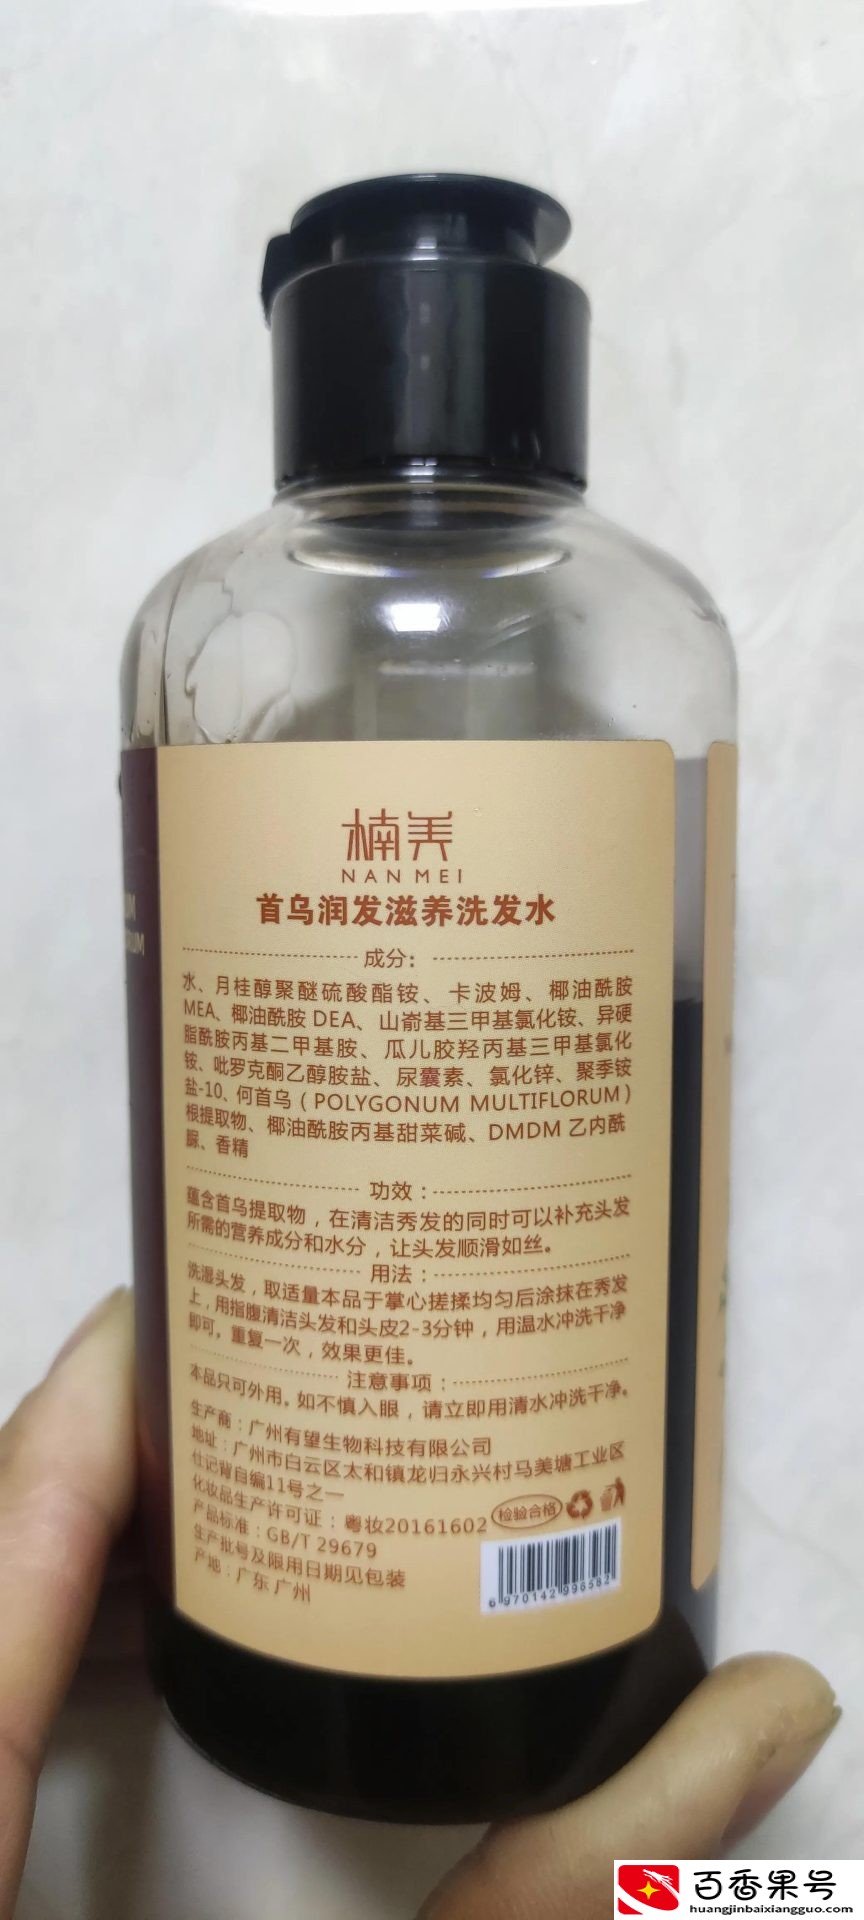 楠美
NAN MEI
首乌润发滋养洗发水
成分：
水、月桂醇聚醚硫酸酯铵、卡波姆、椰油酰胺
MEA、椰油酰胺 DEA、山嵛基三甲基氯化铵、异硬
脂酰胺丙基二甲基胺、瓜儿胶羟丙基三甲基氯化
铵、吡罗克酮乙醇胺盐、尿囊素、氯化锌、聚季铵
盐-10、何首乌（POLYGONUM MULTIFLORUM）
根提取物、椰油酰胺丙基甜菜碱、DMDM 乙内酰
脲、香精
功效：
蕴含首乌提取物，在清洁秀发的同时可以补充头发
所需的营养成分和水分，让头发顺滑如丝。
用法：
洗湿头发，取适量本品于掌心搓揉均匀后涂抹在秀发
上，用指腹清洁头发和头皮2-3分钟，用温水冲洗干净
即可。重复一次，效果更佳。
注意事项：
本品只可外用。如不慎入眼，请立即用清水冲洗干净。
生产商：广州有望生物科技有限公司
地址：广州市白云区太和镇龙归永兴村马美塘工业区
仕记背自编11号之一
化妆品生产许可证：粤妆20161602
检验合格
产品标准：GB/T 29679
生产批号及限用日期见包装
产地：广东 广州
6 970142 996582
UM
RUM
百香果号
huangjinbaixiangguo.com